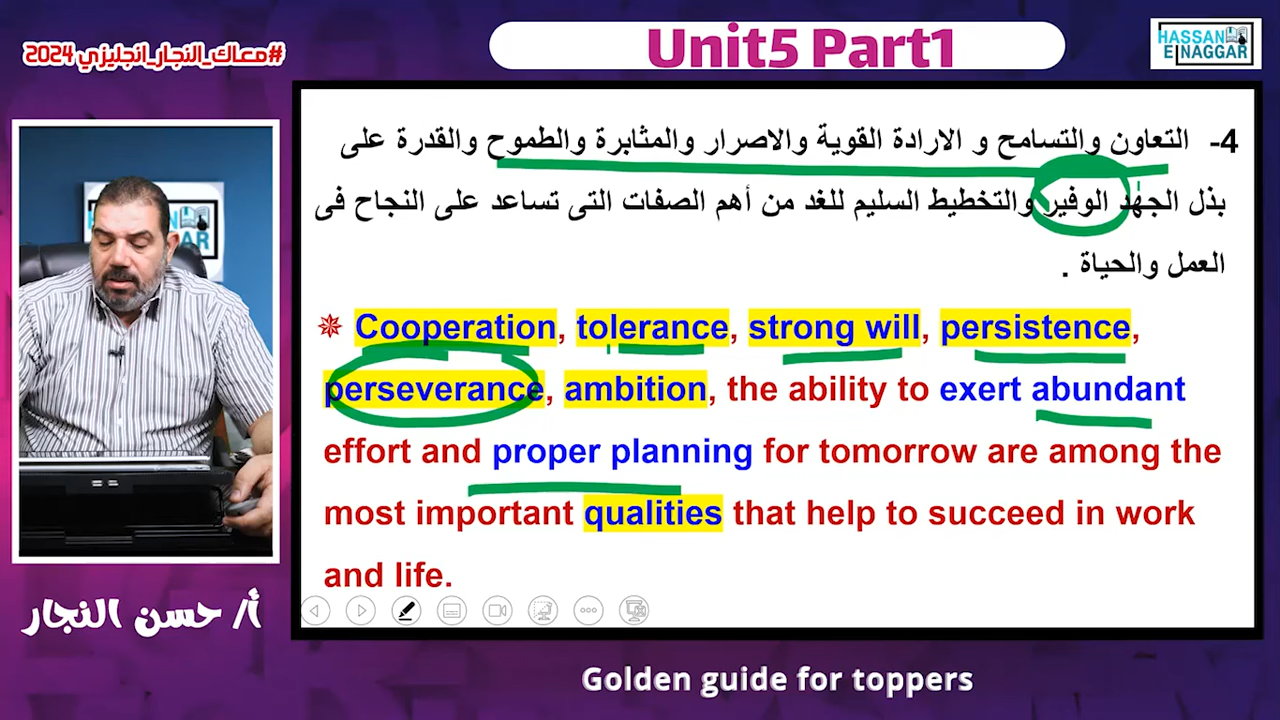 #معاك_النجار_انجليزي 2024
Unit5 Part1
HASSAN
ElNAGGAR
4- التعاون والتسامح و الارادة القوية والاصرار والمثابرة والطموح والقدرة على
بذل الجهد الوفير والتخطيط السليم للغد من أهم الصفات التى تساعد على النجاح فى
العمل والحياة .
Cooperation, tolerance, strong will, persistence,
perseverance, ambition, the ability to exert abundant
effort and proper planning for tomorrow are among the
most important qualities that help to succeed in work
and life.
أ/ حسن النجار
Golden guide for toppers